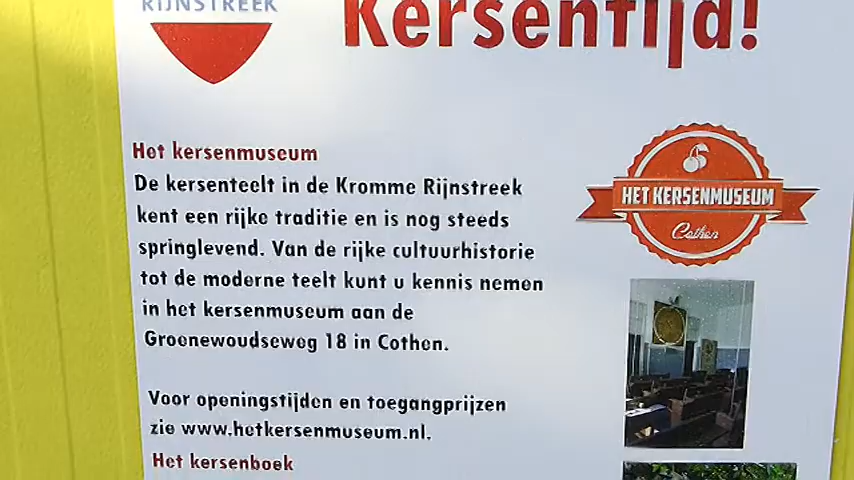 RIJNSTREEK
Kersentijd!
Het kersenmuseum
De kersenteelt in de Kromme Rijnstreek
kent een rijke traditie en is nog steeds
springlevend. Van de rijke cultuurhistorie
tot de moderne teelt kunt u kennis nemen
in het kersenmuseum aan de
Groenewoudseweg 18 in Cothen.
HET KERSENMUSEUM
Cothen
Voor openingstijden en toegangprijzen
zie www.hetkersenmuseum.nl.
Het kersenboek